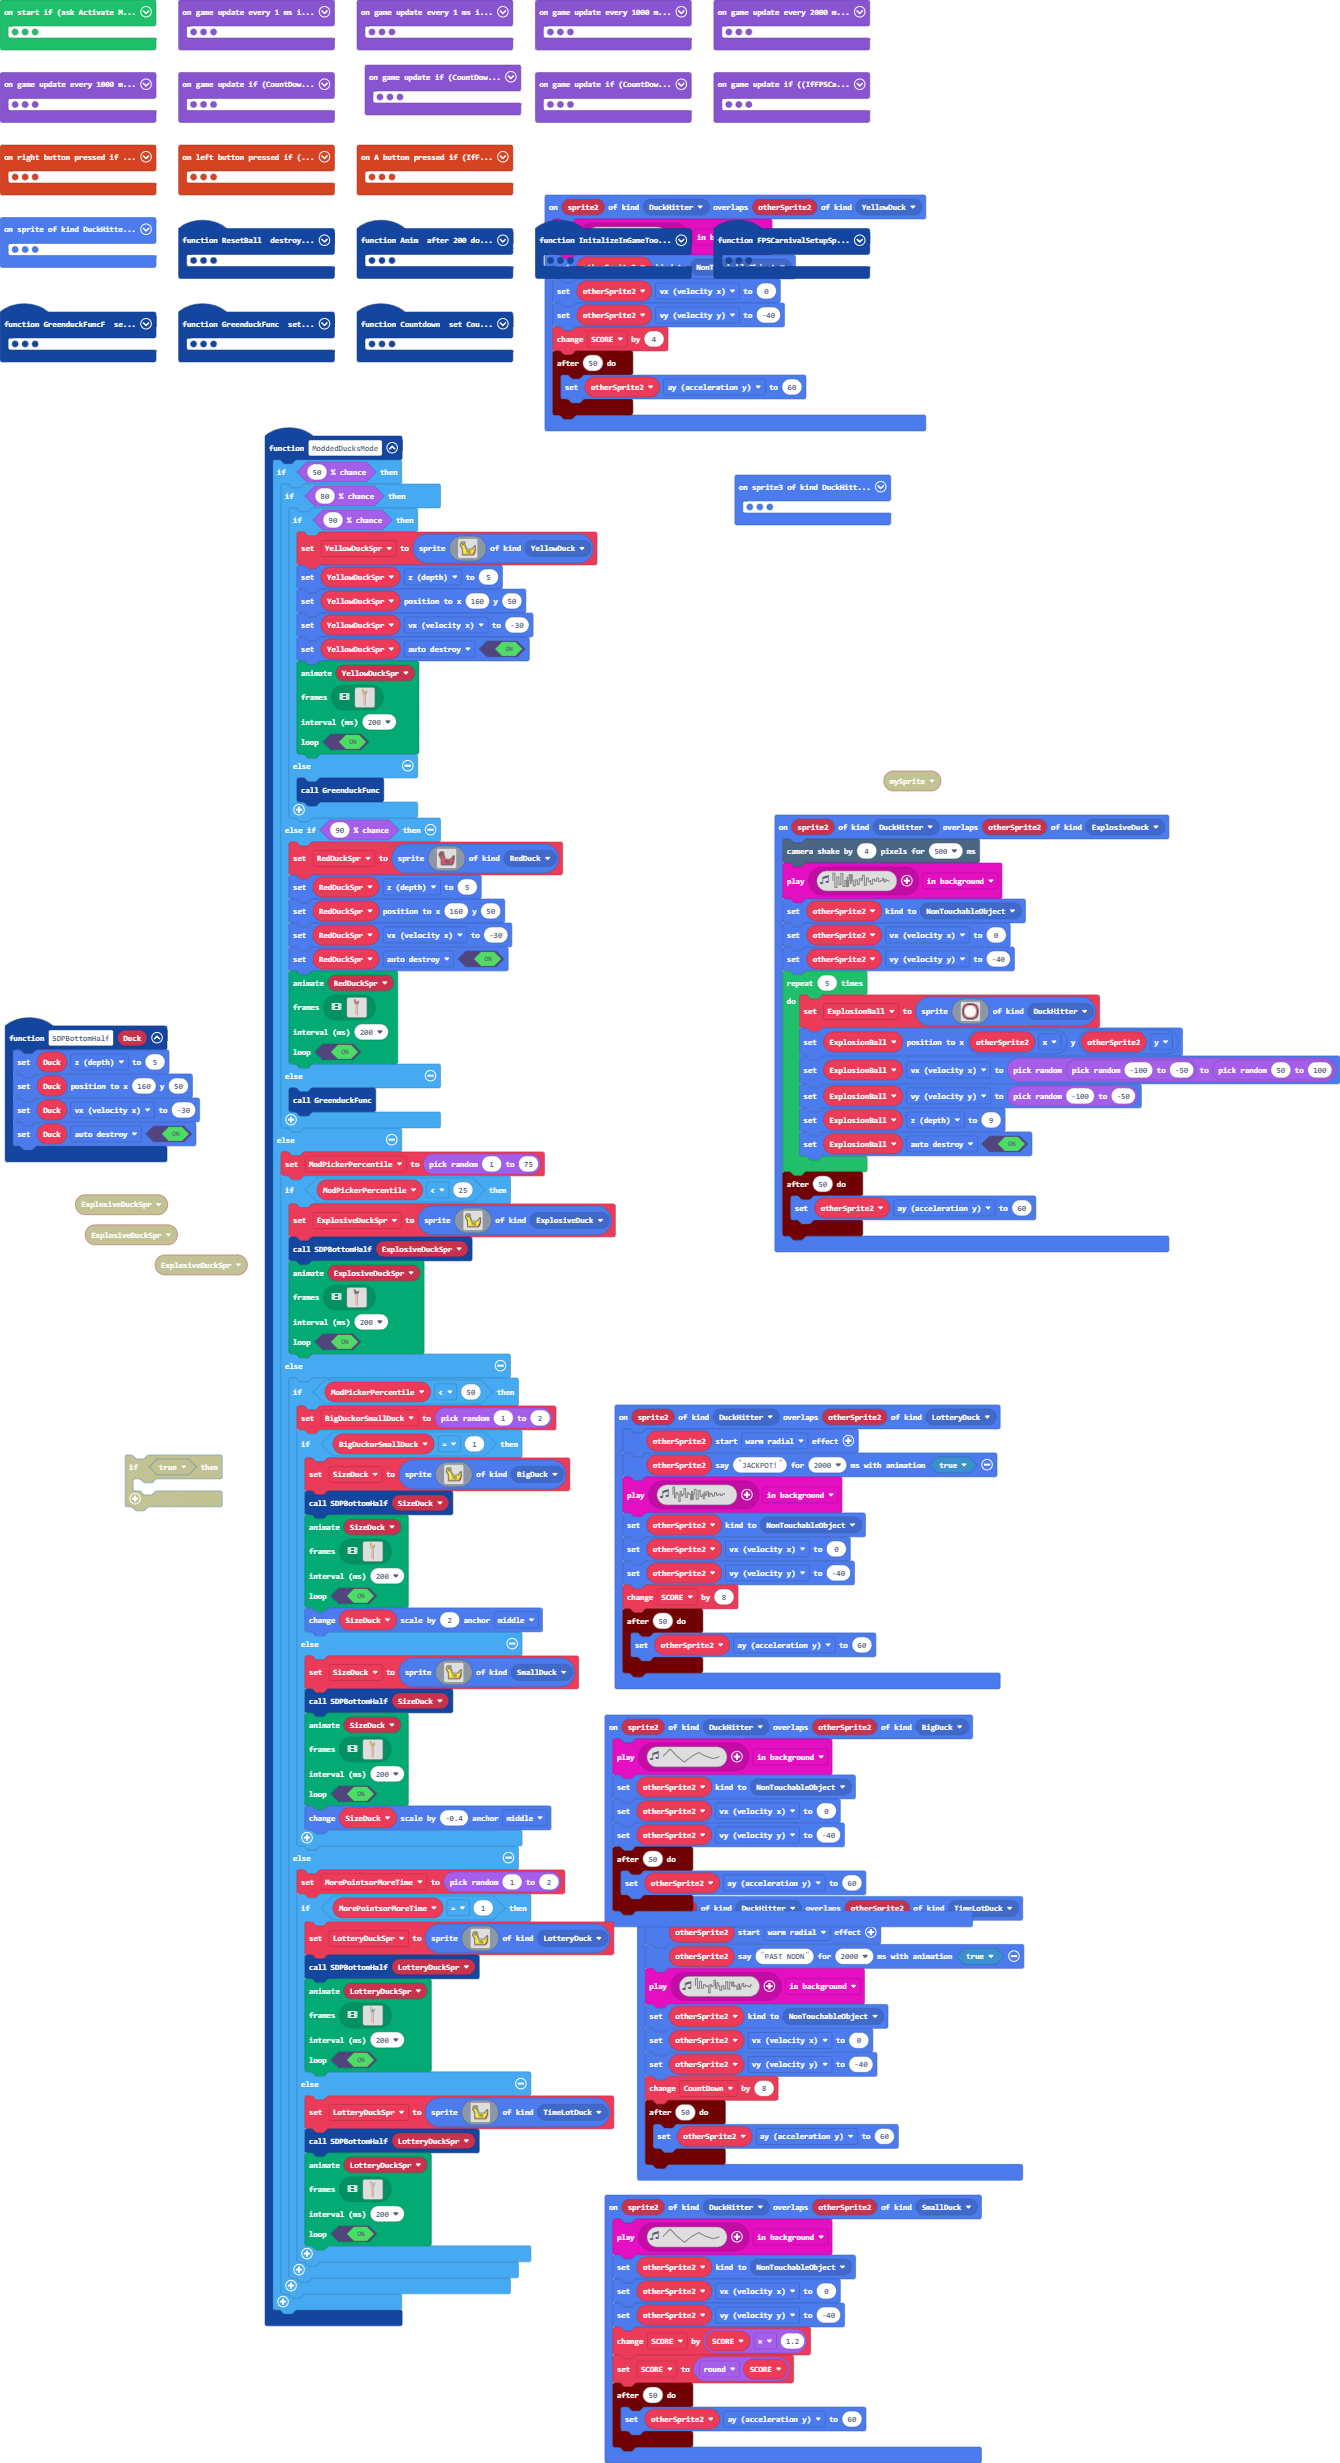 on start if (ask Activate M...
on game update every 1 ms i...
on game update every 1 ms i...
on game update every 1000 m...
on game update every 2000 m...
on game update every 1000 m...
on game update if (CountDow...
on game update if (CountDow...
on game update if (CountDow...
on game update if ((IfFPSCa...
on right button pressed if ...
on left button pressed if (...
on A button pressed if (IfF...
on sprite of kind DuckHitte...
function ResetBall destroy...
function Anim after 200 do...
function InitalizeInGameToo...
function FPSCarnivalSetupSp...
function GreenduckFuncF se...
function GreenduckFunc set...
function Countdown set Cou...
on sprite2 of kind DuckHitter overlaps otherSprite2 of kind YellowDuck
in b
set otherSprite2 vx (velocity x) to 0
set otherSprite2 vy (velocity y) to -40
change SCORE by 4
after 50 do
set otherSprite2 ay (acceleration y) to 60
on sprite3 of kind DuckHitt...
function ModdedDucksMode
if 50 % chance then
if 80 % chance then
if 90 % chance then
set YellowDuckSpr to sprite of kind YellowDuck
set YellowDuckSpr z (depth) to 5
set YellowDuckSpr position to x 160 y 50
set YellowDuckSpr vx (velocity x) to -30
set YellowDuckSpr auto destroy ON
animate YellowDuckSpr
frames
interval (ms) 200
loop ON
else
call GreenduckFunc
else if 90 % chance then
set RedDuckSpr to sprite of kind RedDuck
set RedDuckSpr z (depth) to 5
set RedDuckSpr position to x 160 y 50
set RedDuckSpr vx (velocity x) to -30
set RedDuckSpr auto destroy ON
animate RedDuckSpr
frames
interval (ms) 200
loop ON
else
call GreenduckFunc
else
set ModPickerPercentile to pick random 1 to 75
if ModPickerPercentile < 25 then
set ExplosiveDuckSpr to sprite of kind ExplosiveDuck
call SDPBottomHalf ExplosiveDuckSpr
animate ExplosiveDuckSpr
frames
interval (ms) 200
loop ON
else
if ModPickerPercentile < 50 then
set BigDuckorSmallDuck to pick random 1 to 2
if BigDuckorSmallDuck = 1 then
set SizeDuck to sprite of kind BigDuck
call SDPBottomHalf SizeDuck
animate SizeDuck
frames
interval (ms) 200
loop ON
change SizeDuck scale by 2 anchor middle
else
set SizeDuck to sprite of kind SmallDuck
call SDPBottomHalf SizeDuck
animate SizeDuck
frames
interval (ms) 200
loop ON
change SizeDuck scale by -0.4 anchor middle
else
set MorePointsorMoreTime to pick random 1 to 2
if MorePointsorMoreTime = 1 then
set LotteryDuckSpr to sprite of kind LotteryDuck
call SDPBottomHalf LotteryDuckSpr
animate LotteryDuckSpr
frames
interval (ms) 200
loop ON
else
set LotteryDuckSpr to sprite of kind TimeLotDuck
call SDPBottomHalf LotteryDuckSpr
animate LotteryDuckSpr
frames
interval (ms) 200
loop ON
function SDPBottomHalf Duck
set Duck z (depth) to 5
set Duck position to x 160 y 50
set Duck vx (velocity x) to -30
set Duck auto destroy ON
ExplosiveDuckSpr
ExplosiveDuckSpr
ExplosiveDuckSpr
if true then
mySprite
on sprite2 of kind DuckHitter overlaps otherSprite2 of kind ExplosiveDuck
camera shake by 4 pixels for 500 ms
play in background
set otherSprite2 kind to NonTouchableObject
set otherSprite2 vx (velocity x) to 0
set otherSprite2 vy (velocity y) to -40
repeat 5 times
do
set ExplosionBall to sprite of kind DuckHitter
set ExplosionBall position to x otherSprite2 x y otherSprite2 y
set ExplosionBall vx (velocity x) to pick random pick random -100 to -50 to pick random 50 to 100
set ExplosionBall vy (velocity y) to pick random -100 to -50
set ExplosionBall z (depth) to 9
set ExplosionBall auto destroy ON
after 50 do
set otherSprite2 ay (acceleration y) to 60
on sprite2 of kind DuckHitter overlaps otherSprite2 of kind LotteryDuck
otherSprite2 start warm radial effect
otherSprite2 say "JACKPOT!" for 2000 ms with animation true
play in background
set otherSprite2 kind to NonTouchableObject
set otherSprite2 vx (velocity x) to 0
set otherSprite2 vy (velocity y) to -40
change SCORE by 8
after 50 do
set otherSprite2 ay (acceleration y) to 60
on sprite2 of kind DuckHitter overlaps otherSprite2 of kind BigDuck
play in background
set otherSprite2 kind to NonTouchableObject
set otherSprite2 vx (velocity x) to 0
set otherSprite2 vy (velocity y) to -40
after 50 do
set otherSprite2 ay (acceleration y) to 60
of kind DuckHitter overlaps otherSprite2 of kind TimeLotDuck
otherSprite2 start warm radial effect
otherSprite2 say "PAST NOON" for 2000 ms with animation true
play in background
set otherSprite2 kind to NonTouchableObject
set otherSprite2 vx (velocity x) to 0
set otherSprite2 vy (velocity y) to -40
change CountDown by 8
after 50 do
set otherSprite2 ay (acceleration y) to 60
on sprite2 of kind DuckHitter overlaps otherSprite2 of kind SmallDuck
play in background
set otherSprite2 kind to NonTouchableObject
set otherSprite2 vx (velocity x) to 0
set otherSprite2 vy (velocity y) to -40
change SCORE by SCORE × 1.2
set SCORE to round SCORE
after 50 do
set otherSprite2 ay (acceleration y) to 60